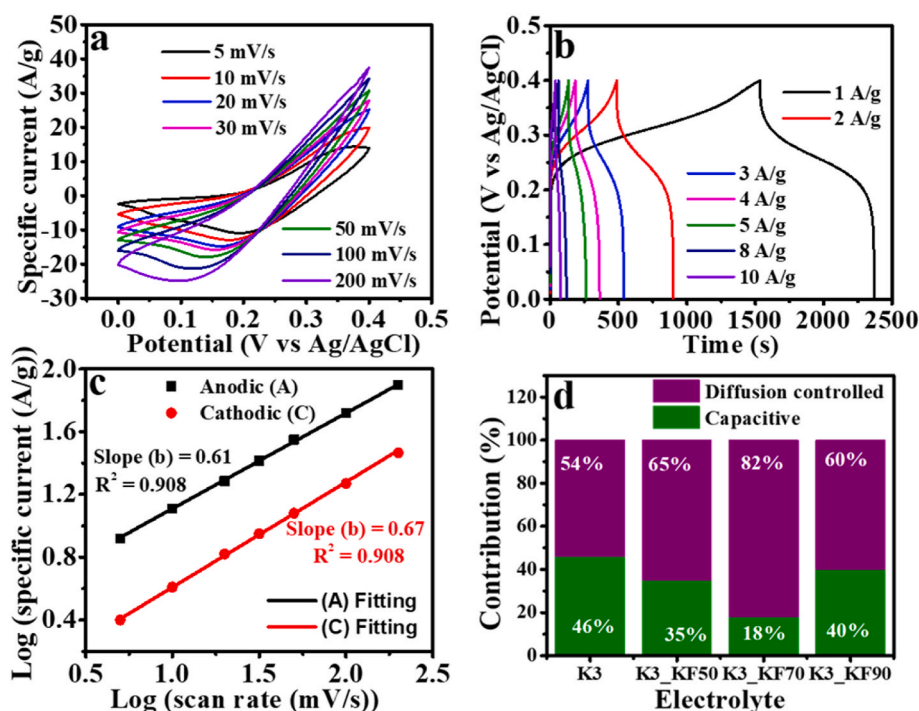 a
5 mV/s
10 mV/s
20 mV/s
30 mV/s
50 mV/s
100 mV/s
200 mV/s
Specific current (A/g)
50
40
30
20
10
0
-10
-20
-30
0.0 0.1 0.2 0.3 0.4 0.5
Potential (V vs Ag/AgCl)
b
1 A/g
2 A/g
3 A/g
4 A/g
5 A/g
8 A/g
10 A/g
Potential (V vs Ag/AgCl)
0.5
0.4
0.3
0.2
0.1
0.0
0 500 1000 1500 2000 2500
Time (s)
c
Anodic (A)
Cathodic (C)
Slope (b) = 0.61
R² = 0.908
Slope (b) = 0.67
R² = 0.908
(A) Fitting
(C) Fitting
Log (specific current (A/g))
2.0
1.6
1.2
0.8
0.4
0.5 1.0 1.5 2.0 2.5
Log (scan rate (mV/s))
d
Diffusion controlled
Capacitive
54% 65% 82% 60%
46% 35% 18% 40%
Contribution (%)
120
100
80
60
40
20
0
K3 K3_KF50 K3_KF70 K3_KF90
Electrolyte